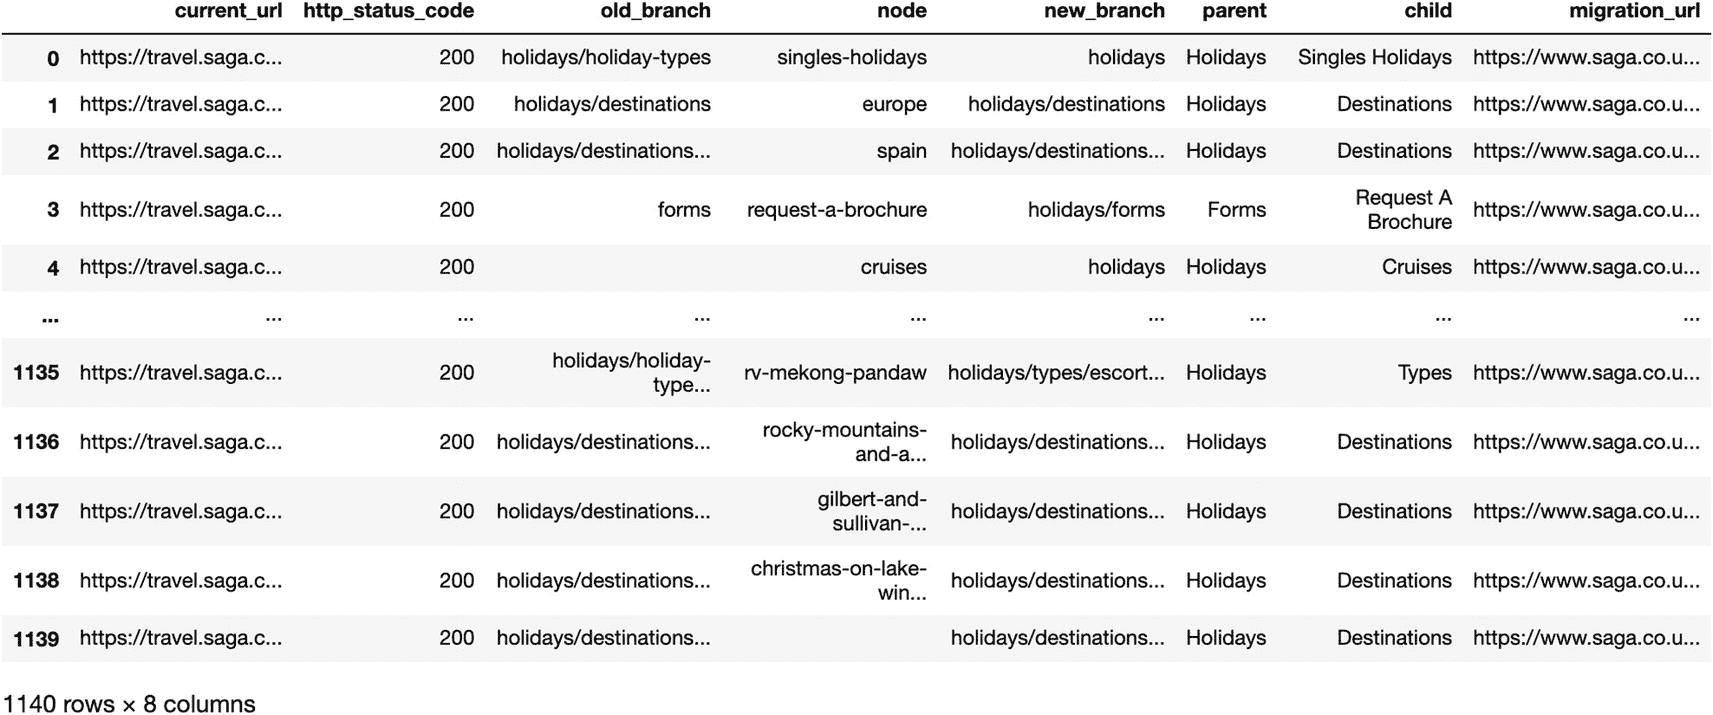 current_url http_status_code old_branch node new_branch parent child migration_url
0 https://travel.saga.c... 200 holidays/holiday-types singles-holidays holidays Holidays Singles Holidays https://www.saga.co.u...
1 https://travel.saga.c... 200 holidays/destinations europe holidays/destinations Holidays Destinations https://www.saga.co.u...
2 https://travel.saga.c... 200 holidays/destinations... spain holidays/destinations... Holidays Destinations https://www.saga.co.u...
3 https://travel.saga.c... 200 forms request-a-brochure holidays/forms Forms Request A
Brochure https://www.saga.co.u...
4 https://travel.saga.c... 200 cruises holidays Holidays Cruises https://www.saga.co.u...
... ... ... ... ... ... ... ... ...
1135 https://travel.saga.c... 200 holidays/holiday-
type... rv-mekong-pandaw holidays/types/escort... Holidays Types https://www.saga.co.u...
1136 https://travel.saga.c... 200 holidays/destinations... rocky-mountains-
and-a... holidays/destinations... Holidays Destinations https://www.saga.co.u...
1137 https://travel.saga.c... 200 holidays/destinations... gilbert-and-
sullivan-... holidays/destinations... Holidays Destinations https://www.saga.co.u...
1138 https://travel.saga.c... 200 holidays/destinations... christmas-on-lake-
win... holidays/destinations... Holidays Destinations https://www.saga.co.u...
1139 https://travel.saga.c... 200 holidays/destinations... holidays/destinations... Holidays Destinations https://www.saga.co.u...
1140 rows × 8 columns